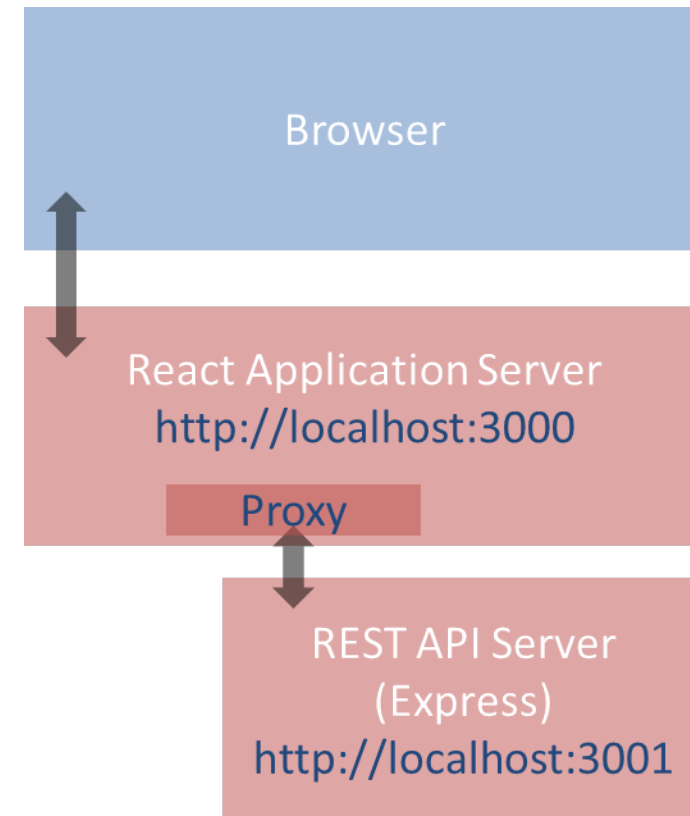 Browser
React Application Server
http://localhost:3000
Proxy
REST API Server
(Express)
http://localhost:3001